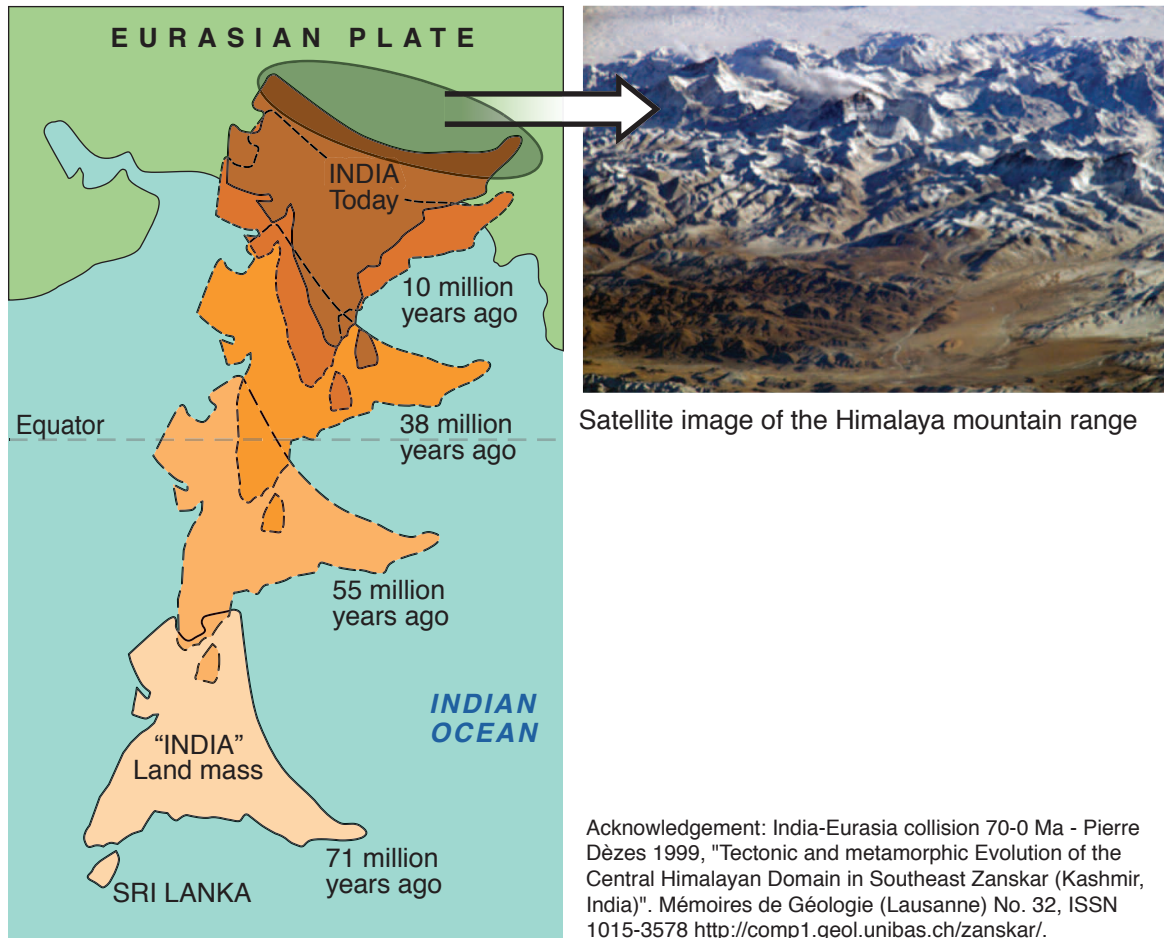 EURASIAN PLATE
INDIA
Today
10 million
years ago
Equator
38 million
years ago
55 million
years ago
INDIAN
OCEAN
“INDIA”
Land mass
71 million
years ago
SRI LANKA
Satellite image of the Himalaya mountain range
Acknowledgement: India-Eurasia collision 70-0 Ma - Pierre
Dèzes 1999, "Tectonic and metamorphic Evolution of the
Central Himalayan Domain in Southeast Zanskar (Kashmir,
India)". Mémoires de Géologie (Lausanne) No. 32, ISSN
1015-3578 http://comp1.geol.unibas.ch/zanskar/.